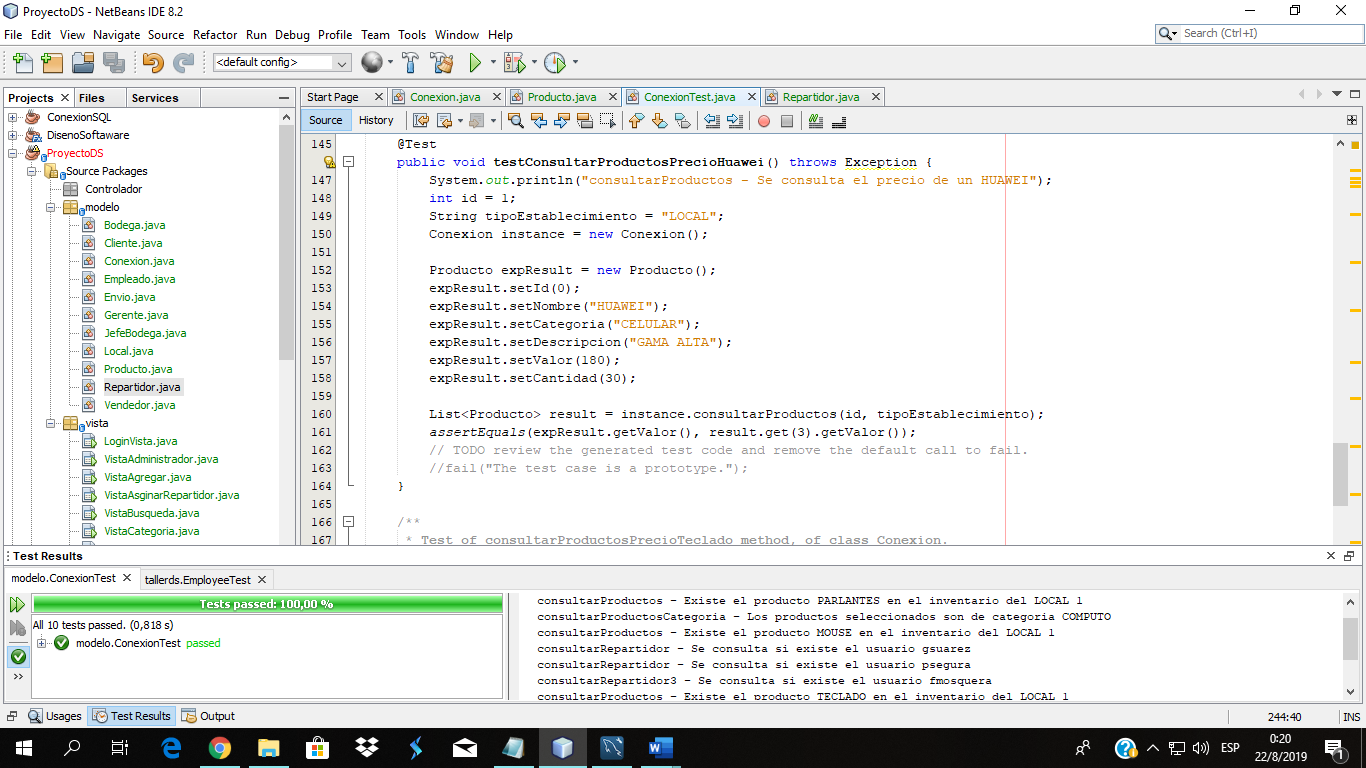 ProyectoDS - NetBeans IDE 8.2
File Edit View Navigate Source Refactor Run Debug Profile Team Tools Window Help
Search (Ctrl+I)
<default config>
Projects Files Services
ConexionSQL
DisenoSoftaware
ProyectoDS
Source Packages
Controlador
modelo
Bodega.java
Cliente.java
Conexion.java
Empleado.java
Envio.java
Gerente.java
JefeBodega.java
Local.java
Producto.java
Repartidor.java
Vendedor.java
vista
LoginVista.java
VistaAdministrador.java
VistaAgregar.java
VistaAsginarRepartidor.java
VistaBusqueda.java
VistaCategoria.java
Start Page Conexion.java Producto.java ConexionTest.java Repartidor.java
Source History
145 @Test
public void testConsultarProductosPrecioHuawei() throws Exception {
147 System.out.println("consultarProductos - Se consulta el precio de un HUAWEI");
148 int id = 1;
149 String tipoEstablecimiento = "LOCAL";
150 Conexion instance = new Conexion();
151
152 Producto expResult = new Producto();
153 expResult.setId(0);
154 expResult.setNombre("HUAWEI");
155 expResult.setCategoria("CELULAR");
156 expResult.setDescripcion("GAMA ALTA");
157 expResult.setValor(180);
158 expResult.setCantidad(30);
159
160 List<Producto> result = instance.consultarProductos(id, tipoEstablecimiento);
161 assertEquals(expResult.getValor(), result.get(3).getValor());
162 // TODO review the generated test code and remove the default call to fail.
163 //fail("The test case is a prototype.");
164 }
165
166 /**
167 * Test of consultarProductosPrecioTeclado method, of class Conexion.
Test Results
modelo.ConexionTest tallerds.EmployeeTest
Tests passed: 100,00 %
All 10 tests passed. (0,818 s)
modelo.ConexionTest passed
consultarProductos - Existe el producto PARLANTES en el inventario del LOCAL 1
consultarProductosCategoria - Los productos seleccionados son de categoria COMPUTO
consultarProductos - Existe el producto MOUSE en el inventario del LOCAL 1
consultarRepartidor - Se consulta si existe el usuario gsuarez
consultarRepartidor - Se consulta si existe el usuario psegura
consultarRepartidor3 - Se consulta si existe el usuario fmosquera
consultarProductos - Existe el producto TECLADO en el inventario del LOCAL 1
Usages Test Results Output
244:40 INS
ESP
0:20
22/8/2019
1